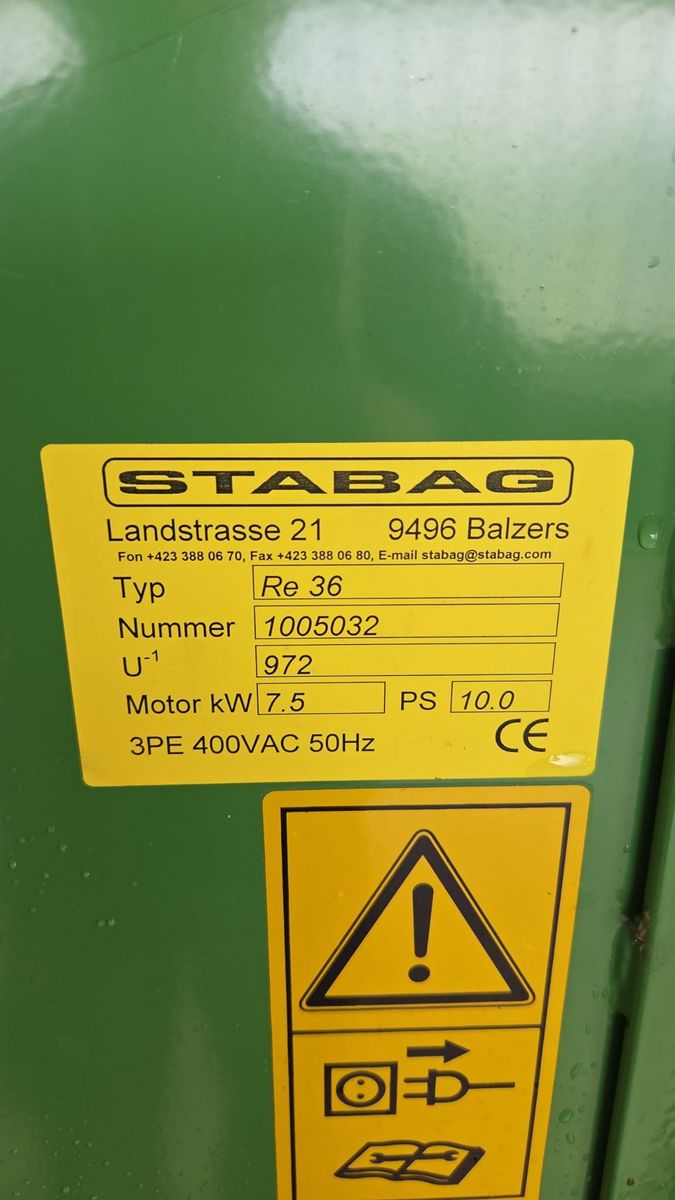 STABAG
Landstrasse 21 9496 Balzers
Fon +423 388 06 70, Fax +423 388 06 80, E-mail stabag@stabag.com
Typ Re 36
Nummer 1005032
U⁻¹ 972
Motor kW 7.5 PS 10.0
3PE 400VAC 50Hz CE
!